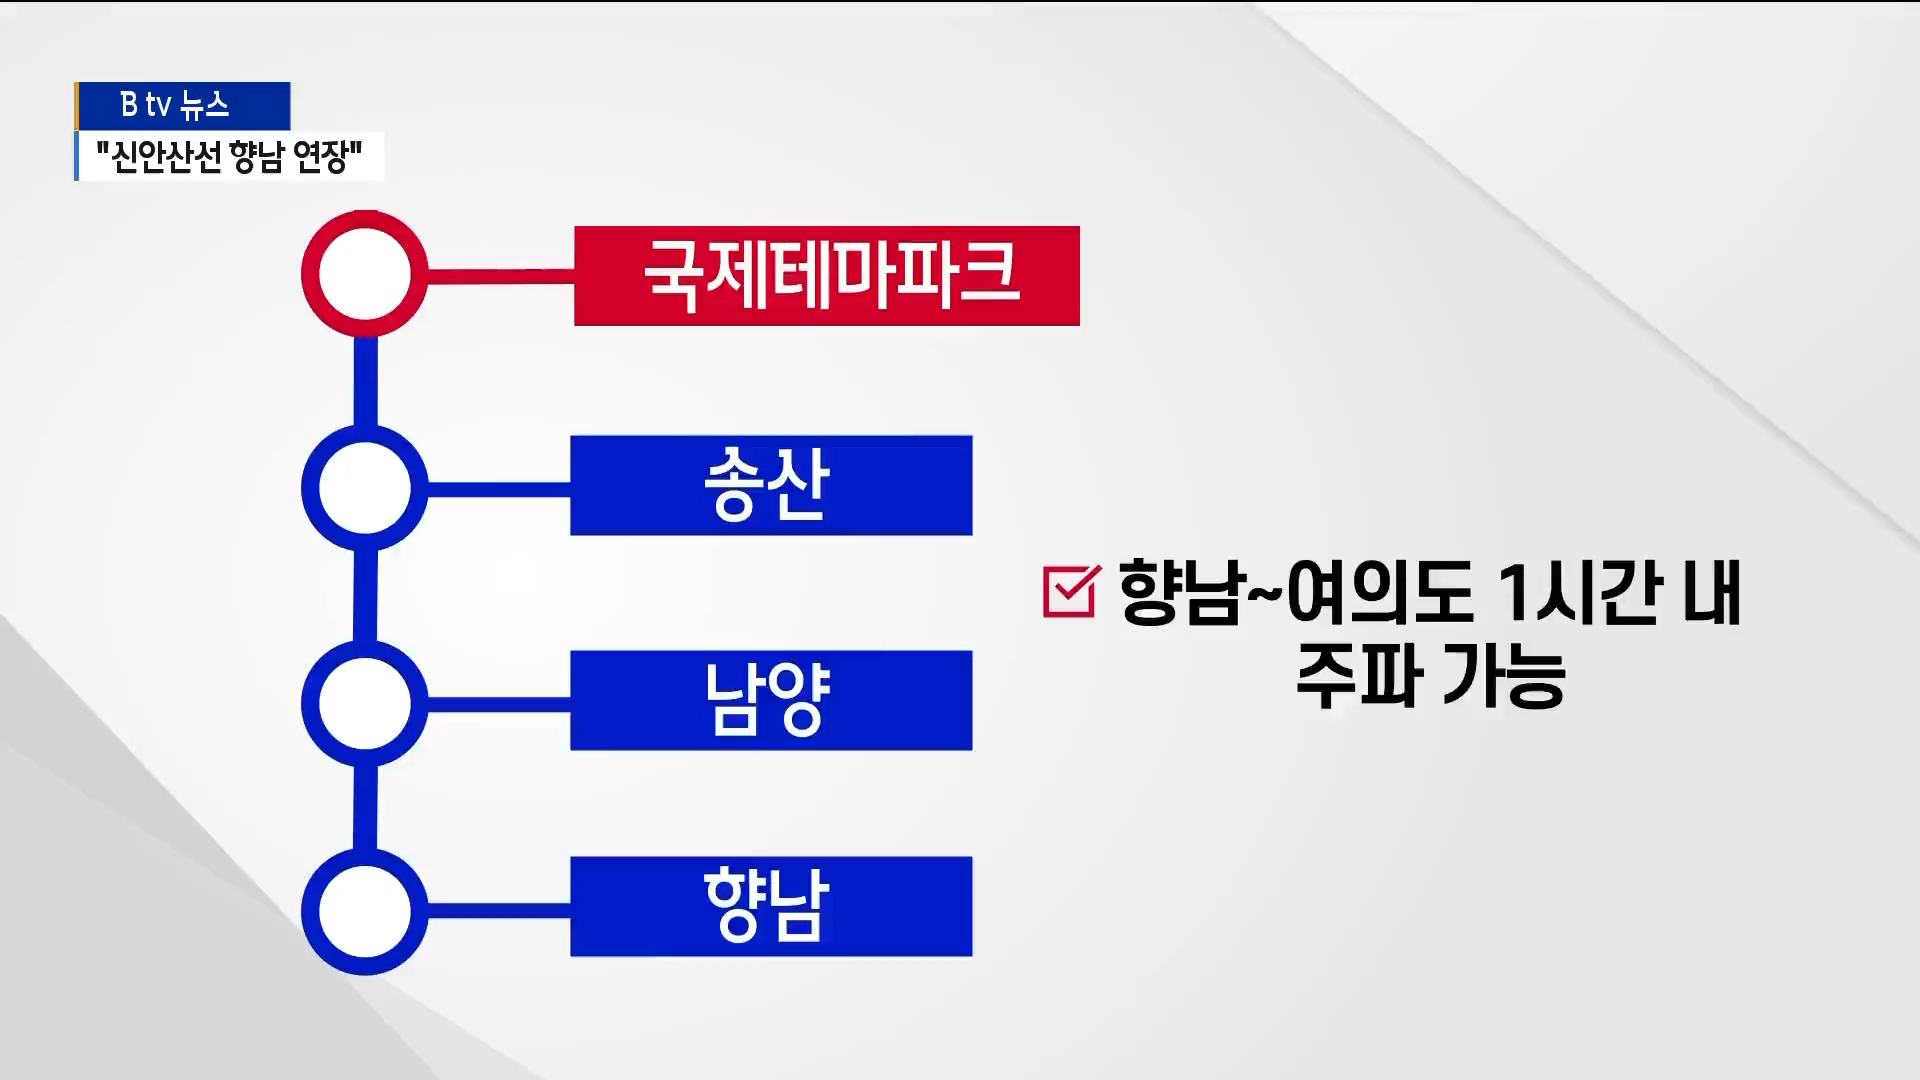 B tv 뉴스
"신안산선 향남 연장"
국제테마파크
송산
남양
향남
향남~여의도 1시간 내
주파 가능